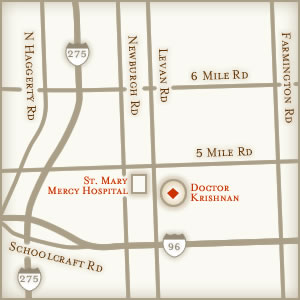 N Haggerty Rd
275
Newburgh Rd
Levan Rd
Farmington Rd
6 Mile Rd
5 Mile Rd
St. Mary
Mercy Hospital
Doctor
Krishnan
Schoolcraft Rd
96
275